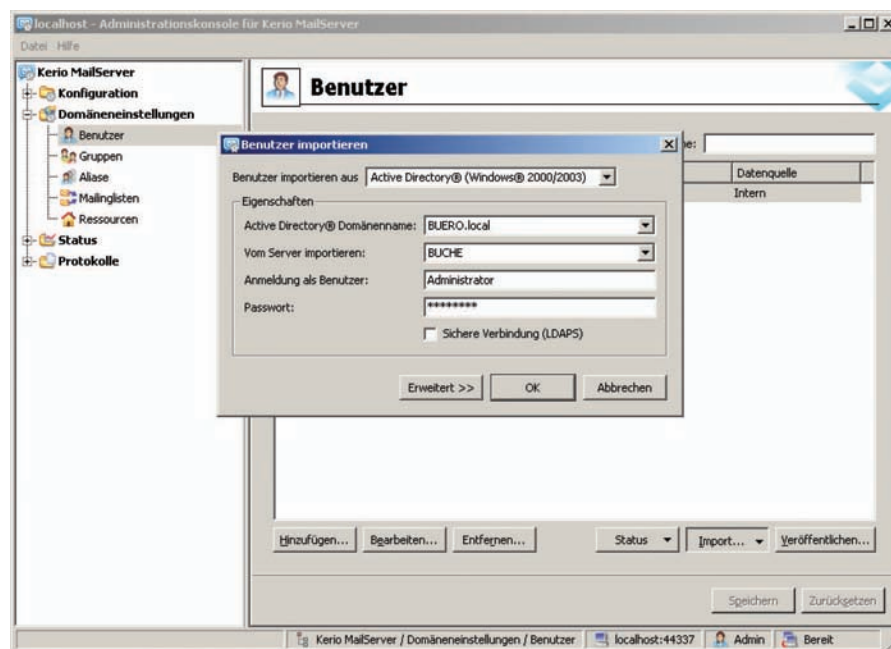 localhost - Administrationskonsole für Kerio MailServer
Datei Hilfe
Kerio MailServer
Konfiguration
Domäneneinstellungen
Benutzer
Gruppen
Aliase
Mailinglisten
Ressourcen
Status
Protokolle
Benutzer
Datenquelle
Intern
Benutzer importieren
Benutzer importieren aus Active Directory® (Windows® 2000/2003)
Eigenschaften
Active Directory® Domänenname: BUERO.local
Vom Server importieren: BUCHE
Anmeldung als Benutzer: Administrator
Passwort: ********
Sichere Verbindung (LDAPS)
Erweitert >> OK Abbrechen
Hinzufügen... Bearbeiten... Entfernen... Status Import... Veröffentlichen...
Speichern Zurücksetzen
Kerio MailServer / Domäneneinstellungen / Benutzer localhost:44337 Admin Bereit